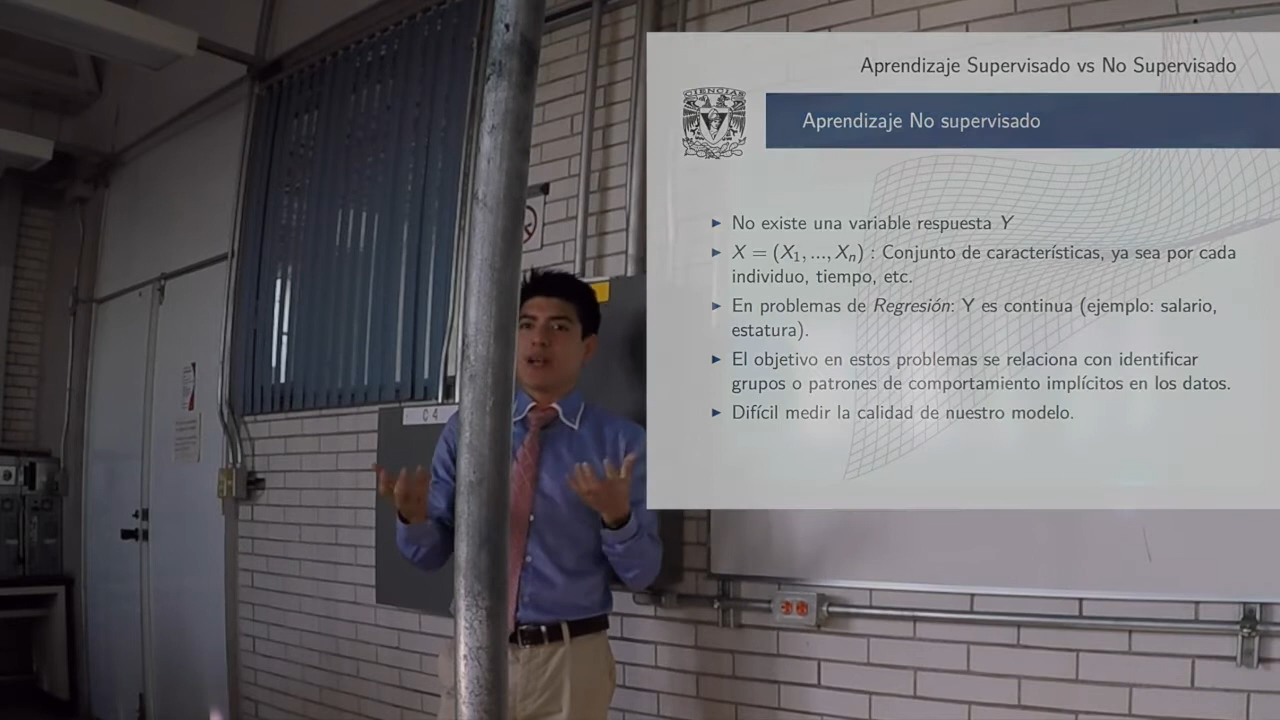 Aprendizaje Supervisado vs No Supervisado
CIENCIAS
Aprendizaje No supervisado
► No existe una variable respuesta Y
► X = (X₁, ..., Xₙ) : Conjunto de características, ya sea por cada
individuo, tiempo, etc.
► En problemas de Regresión: Y es continua (ejemplo: salario,
estatura).
► El objetivo en estos problemas se relaciona con identificar
grupos o patrones de comportamiento implícitos en los datos.
► Difícil medir la calidad de nuestro modelo.
C 4